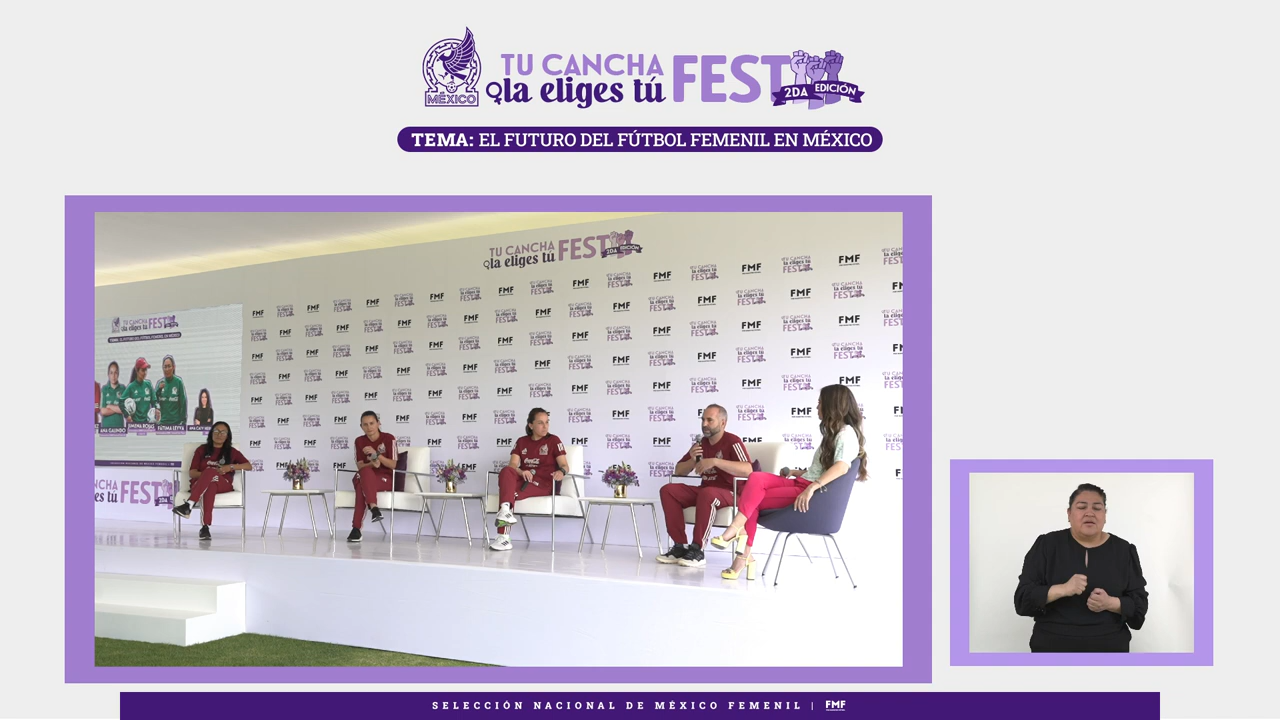 MÉXICO
TU CANCHA
la eliges tú
FEST
2DA EDICIÓN
TEMA: EL FUTURO DEL FÚTBOL FEMENIL EN MÉXICO
TU CANCHA
la eliges tú
FEST
2DA EDICIÓN
FMF
TU CANCHA
la eliges tú
FEST
ANA GALINDO
JIMENA ROJAS
FÁTIMA LEYVA
CANCHA
eliges tú
FEST
SELECCIÓN NACIONAL DE MÉXICO FEMENIL | FMF